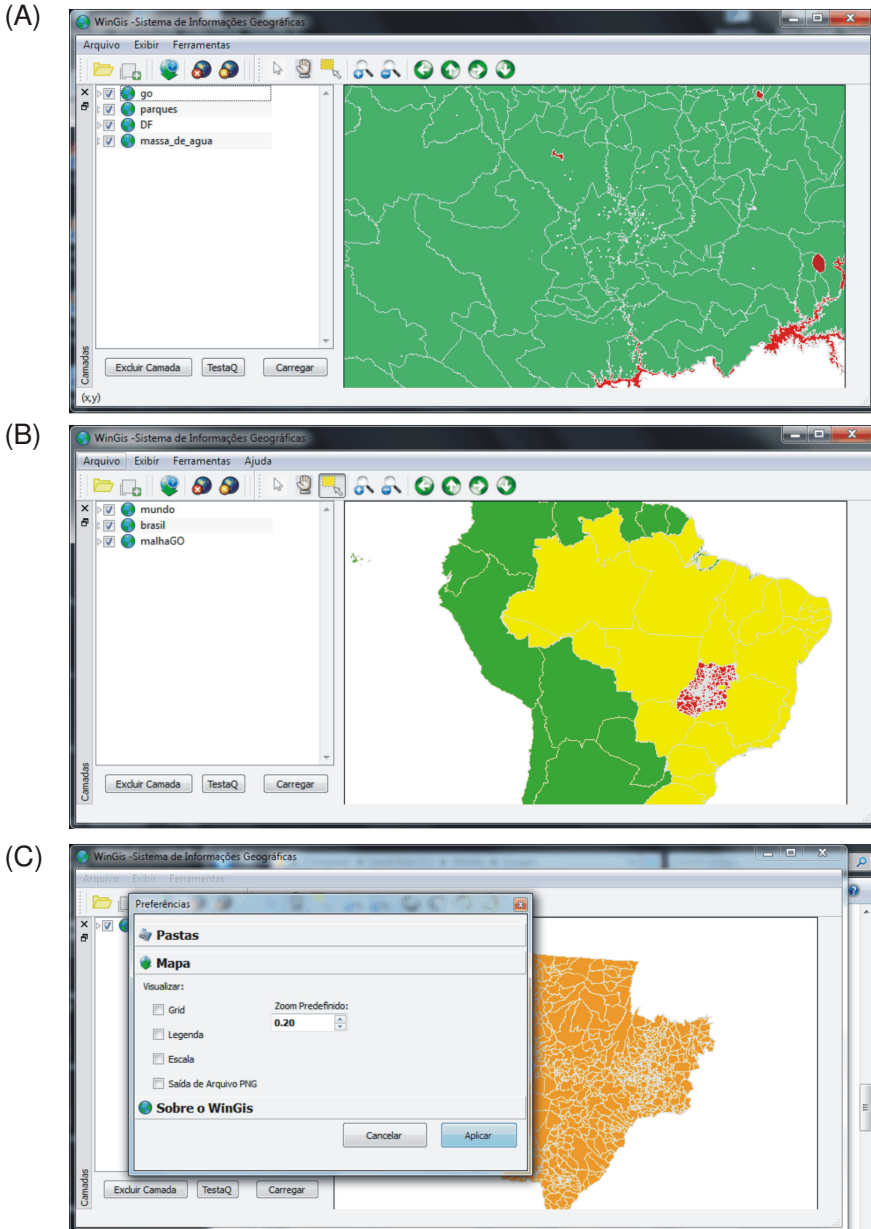 (A)
WinGis -Sistema de Informações Geográficas
Arquivo Exibir Ferramentas
go
parques
DF
massa_de_agua
Camadas
Excluir Camada TestaQ Carregar
(x,y)
(B)
WinGis -Sistema de Informações Geográficas
Arquivo Exibir Ferramentas Ajuda
mundo
brasil
malhaGO
Camadas
Excluir Camada TestaQ Carregar
(C)
WinGis -Sistema de Informações Geográficas
Arquivo Exibir Ferramentas
Preferências
Pastas
Mapa
Visualizar:
Grid
Zoom Predefinido:
0.20
Legenda
Escala
Saída de Arquivo PNG
Sobre o WinGis
Cancelar Aplicar
Camadas
Excluir Camada TestaQ Carregar